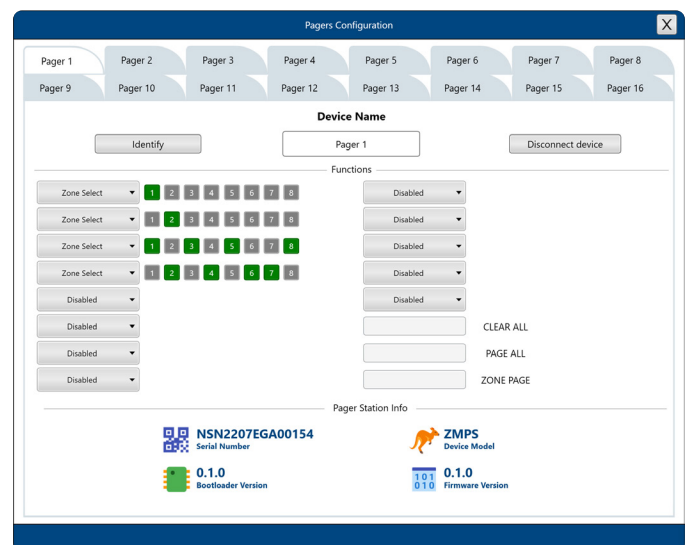 Pagers Configuration
X
Pager 1 Pager 2 Pager 3 Pager 4 Pager 5 Pager 6 Pager 7 Pager 8
Pager 9 Pager 10 Pager 11 Pager 12 Pager 13 Pager 14 Pager 15 Pager 16
Device Name
Identify Pager 1 Disconnect device
Functions
Zone Select 1 2 3 4 5 6 7 8 Disabled
Zone Select 1 2 3 4 5 6 7 8 Disabled
Zone Select 1 2 3 4 5 6 7 8 Disabled
Zone Select 1 2 3 4 5 6 7 8 Disabled
Disabled Disabled
Disabled CLEAR ALL
Disabled PAGE ALL
Disabled ZONE PAGE
Pager Station Info
NSN2207EGA00154 ZMPS
Serial Number Device Model
0.1.0 101 010 0.1.0
Bootloader Version Firmware Version